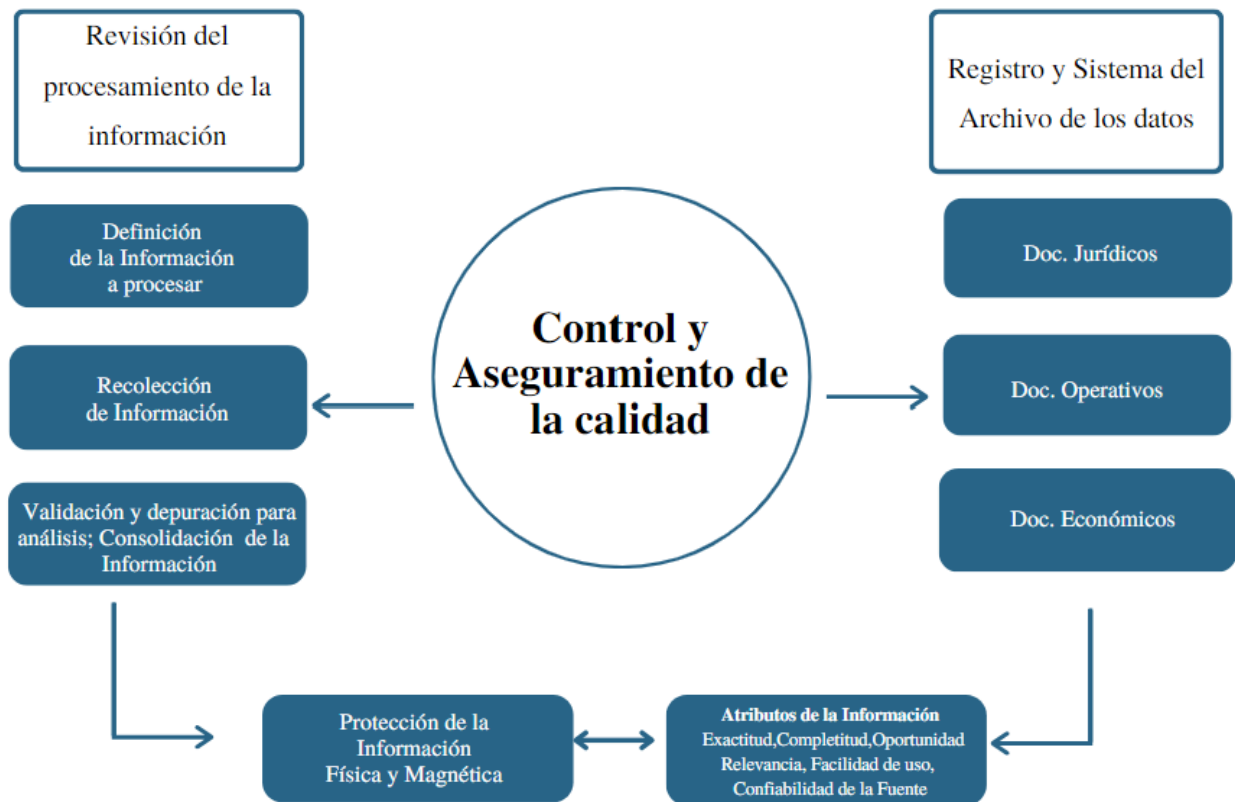 Revisión del
procesamiento de la
información
Definición
de la Información
a procesar
Recolección
de Información
Validación y depuración para
análisis; Consolidación de la
Información
Control y
Aseguramiento de
la calidad
Registro y Sistema del
Archivo de los datos
Doc. Jurídicos
Doc. Operativos
Doc. Económicos
Protección de la
Información
Física y Magnética
Atributos de la Información
Exactitud,Completitud,Oportunidad
Relevancia, Facilidad de uso,
Confiabilidad de la Fuente